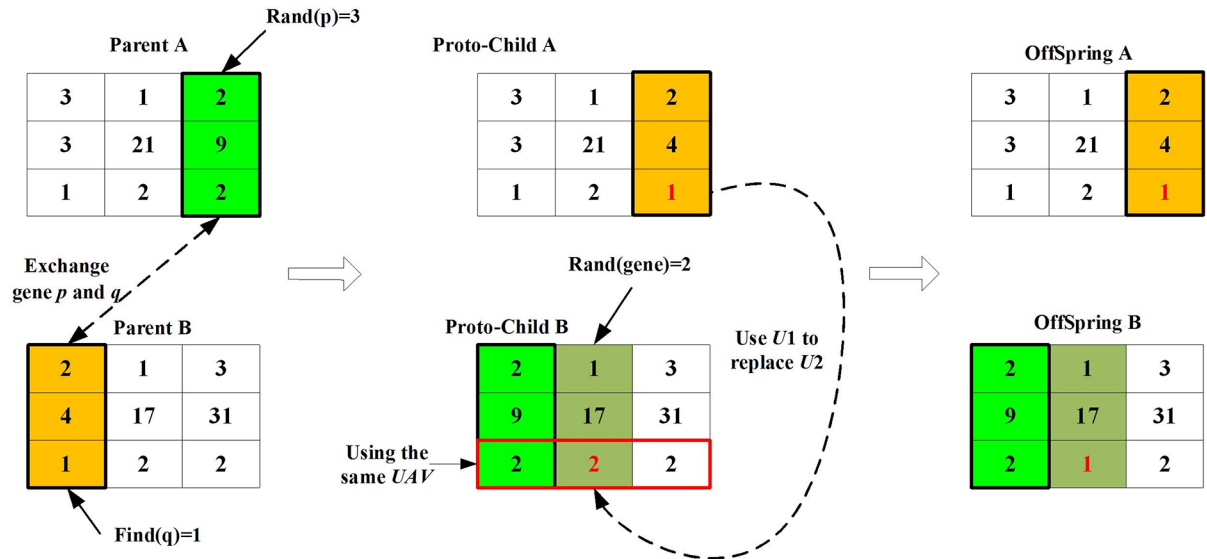 Rand(p)=3
Parent A
Proto-Child A
OffSpring A
3 1 2
3 1 2
3 1 2
3 21 9
3 21 4
3 21 4
1 2 2
1 2 1
1 2 1
Exchange
gene p and q
Rand(gene)=2
Parent B
Proto-Child B
Use U1 to
replace U2
OffSpring B
2 1 3
2 1 3
2 1 3
4 17 31
9 17 31
9 17 31
Using the
same UAV
1 2 2
2 2 2
2 1 2
Find(q)=1